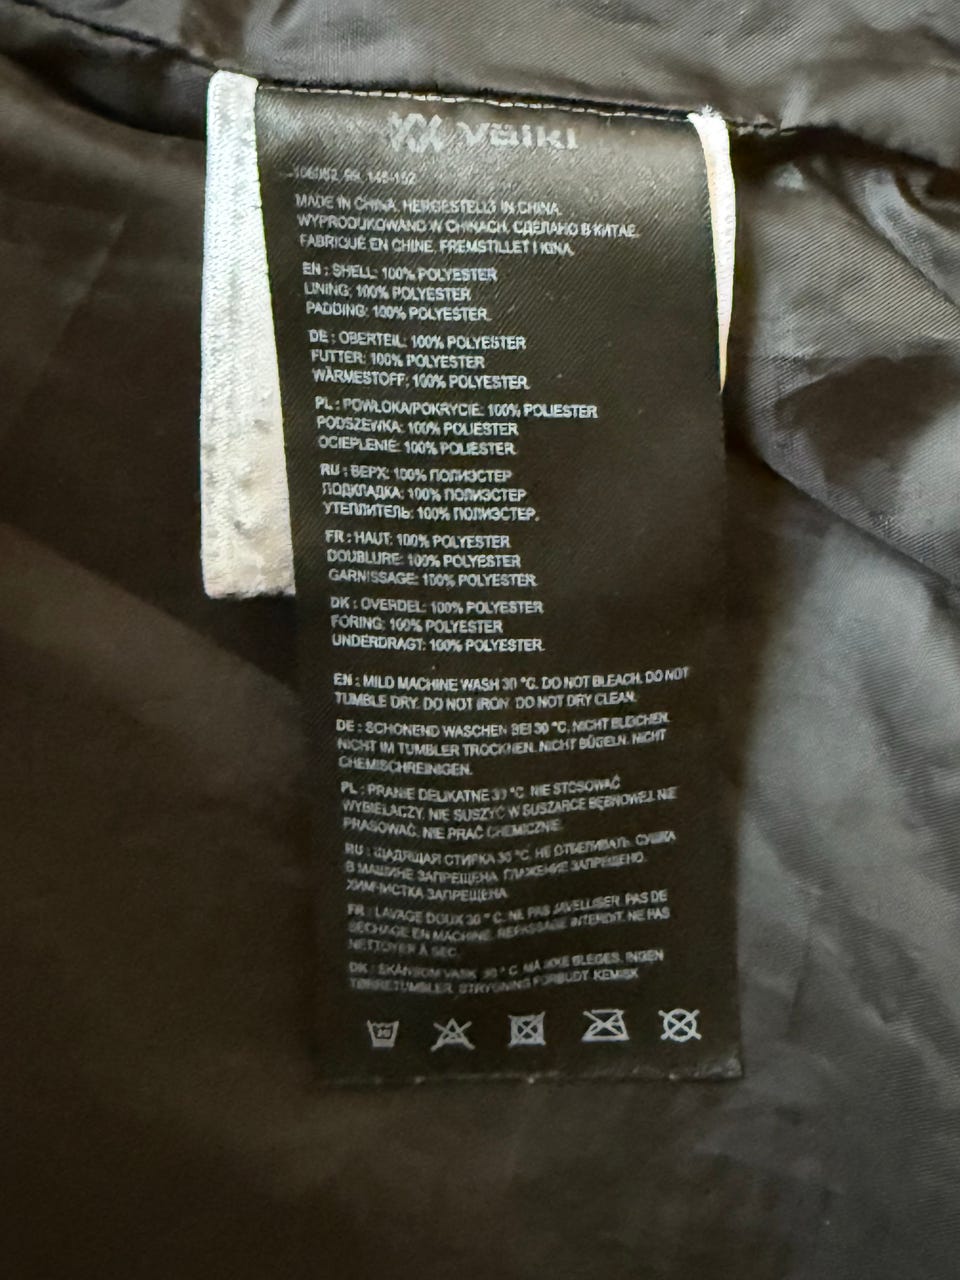 MADE IN CHINA, HERGESTELLT IN CHINA.
WYPRODUKOWANO W CHINACH, СДЕЛАНО В КИТАЕ.
FABRIQUÉ EN CHINE, FREMSTILLET I KINA.
EN : SHELL: 100% POLYESTER
LINING: 100% POLYESTER
PADDING: 100% POLYESTER.
DE : OBERTEIL: 100% POLYESTER
FUTTER: 100% POLYESTER
WÄRMESTOFF: 100% POLYESTER.
PL : POWŁOKA/POKRYCIE: 100% POLIESTER
PODSZEWKA: 100% POLIESTER
OCIEPLENIE: 100% POLIESTER.
RU : ВЕРХ: 100% ПОЛИЭСТЕР
ПОДКЛАДКА: 100% ПОЛИЭСТЕР
УТЕПЛИТЕЛЬ: 100% ПОЛИЭСТЕР.
FR : HAUT: 100% POLYESTER
DOUBLURE: 100% POLYESTER
GARNISSAGE: 100% POLYESTER.
DK : OVERDEL: 100% POLYESTER
FORING: 100% POLYESTER
UNDERDRAGT: 100% POLYESTER.
EN : MILD MACHINE WASH 30 °C. DO NOT BLEACH. DO NOT
TUMBLE DRY. DO NOT IRON. DO NOT DRY CLEAN.
DE : SCHONEND WASCHEN BEI 30 °C. NICHT BLEICHEN.
NICHT IM TUMBLER TROCKNEN. NICHT BÜGELN. NICHT
CHEMISCHREINIGEN.
PL : PRANIE DELIKATNE 30 °C. NIE STOSOWAĆ
WYBIELACZY. NIE SUSZYĆ W SUSZARCE BĘBNOWEJ. NIE
PRASOWAĆ. NIE PRAĆ CHEMICZNIE.
RU : ЩАДЯЩАЯ СТИРКА 30 °C. НЕ ОТБЕЛИВАТЬ. СУШКА
В МАШИНЕ ЗАПРЕЩЕНА. ГЛАЖЕНИЕ ЗАПРЕЩЕНО.
ХИМЧИСТКА ЗАПРЕЩЕНА.
FR : LAVAGE DOUX 30 ° C. NE PAS JAVELLISER. PAS DE
SÉCHAGE EN MACHINE. REPASSAGE INTERDIT. NE PAS
NETTOYER À SEC.
DK : SKÅNSOM VASK 30 ° C. MÅ IKKE BLEGES. INGEN
TØRRETUMBLER. STRYGNING FORBUDT. KEMISK